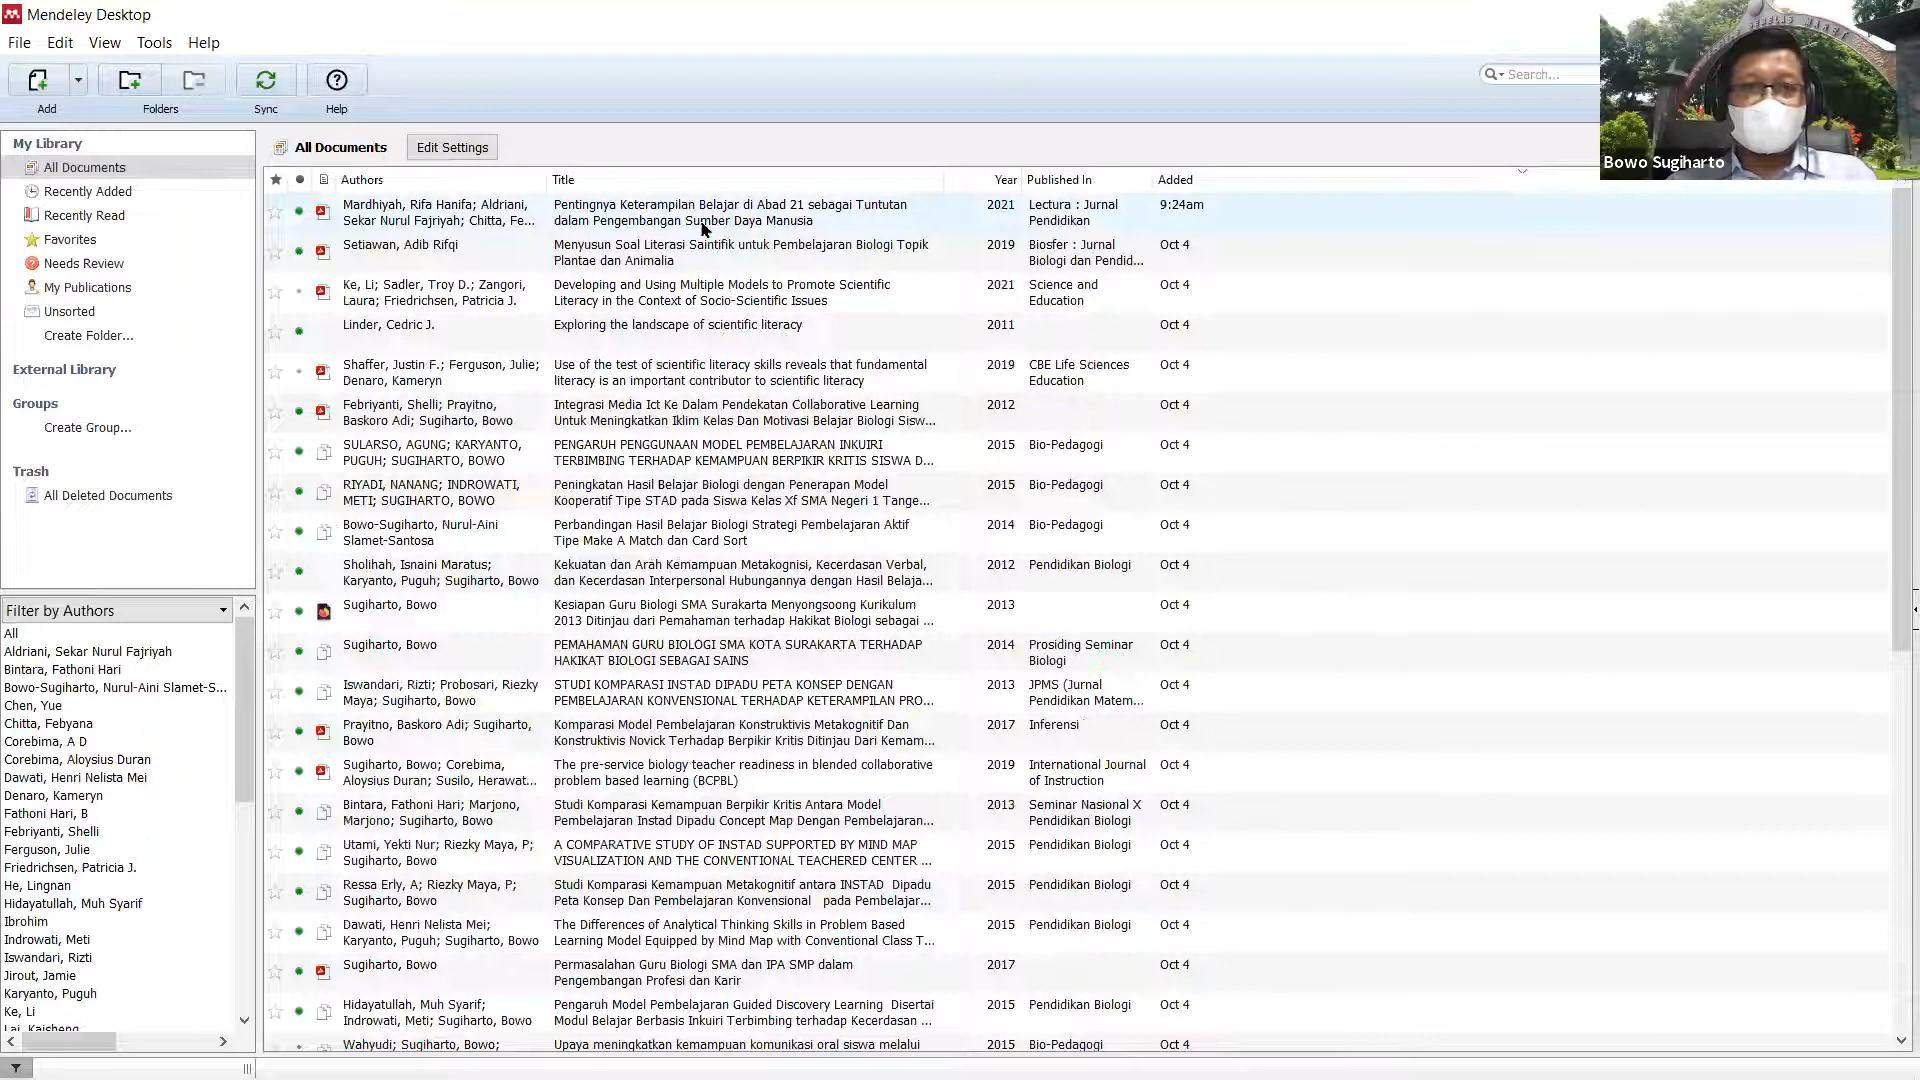 Mendeley Desktop
File Edit View Tools Help
Search...
Add Folders Sync Help
Bowo Sugiharto
My Library
All Documents
Recently Added
Recently Read
Favorites
Needs Review
My Publications
Unsorted
Create Folder...
External Library
Groups
Create Group...
Trash
All Deleted Documents
Filter by Authors
All
Aldriani, Sekar Nurul Fajriyah
Bintara, Fathoni Hari
Bowo-Sugiharto, Nurul-Aini Slamet-S...
Chen, Yue
Chitta, Febyana
Corebima, A D
Corebima, Aloysius Duran
Dawati, Henri Nelista Mei
Denaro, Kameryn
Fathoni Hari, B
Febriyanti, Shelli
Ferguson, Julie
Friedrichsen, Patricia J.
He, Lingnan
Hidayatullah, Muh Syarif
Ibrohim
Indrowati, Meti
Iswandari, Rizti
Jirout, Jamie
Karyanto, Puguh
Ke, Li
Lai, Kaisheng
All Documents Edit Settings
Authors Title Year Published In Added
Mardhiyah, Rifa Hanifa; Aldriani, Pentingnya Keterampilan Belajar di Abad 21 sebagai Tuntutan 2021 Lectura : Jurnal 9:24am
Sekar Nurul Fajriyah; Chitta, Fe... dalam Pengembangan Sumber Daya Manusia Pendidikan
Setiawan, Adib Rifqi Menyusun Soal Literasi Saintifik untuk Pembelajaran Biologi Topik 2019 Biosfer : Jurnal Oct 4
Plantae dan Animalia Biologi dan Pendid...
Ke, Li; Sadler, Troy D.; Zangori, Developing and Using Multiple Models to Promote Scientific 2021 Science and Oct 4
Laura; Friedrichsen, Patricia J. Literacy in the Context of Socio-Scientific Issues Education
Linder, Cedric J. Exploring the landscape of scientific literacy 2011 Oct 4
Shaffer, Justin F.; Ferguson, Julie; Use of the test of scientific literacy skills reveals that fundamental 2019 CBE Life Sciences Oct 4
Denaro, Kameryn literacy is an important contributor to scientific literacy Education
Febriyanti, Shelli; Prayitno, Integrasi Media Ict Ke Dalam Pendekatan Collaborative Learning 2012 Oct 4
Baskoro Adi; Sugiharto, Bowo Untuk Meningkatkan Iklim Kelas Dan Motivasi Belajar Biologi Sisw...
SULARSO, AGUNG; KARYANTO, PENGARUH PENGGUNAAN MODEL PEMBELAJARAN INKUIRI 2015 Bio-Pedagogi Oct 4
PUGUH; SUGIHARTO, BOWO TERBIMBING TERHADAP KEMAMPUAN BERPIKIR KRITIS SISWA D...
RIYADI, NANANG; INDROWATI, Peningkatan Hasil Belajar Biologi dengan Penerapan Model 2015 Bio-Pedagogi Oct 4
METI; SUGIHARTO, BOWO Kooperatif Tipe STAD pada Siswa Kelas Xf SMA Negeri 1 Tange...
Bowo-Sugiharto, Nurul-Aini Perbandingan Hasil Belajar Biologi Strategi Pembelajaran Aktif 2014 Bio-Pedagogi Oct 4
Slamet-Santosa Tipe Make A Match dan Card Sort
Sholihah, Isnaini Maratus; Kekuatan dan Arah Kemampuan Metakognisi, Kecerdasan Verbal, 2012 Pendidikan Biologi Oct 4
Karyanto, Puguh; Sugiharto, Bowo dan Kecerdasan Interpersonal Hubungannya dengan Hasil Belaja...
Sugiharto, Bowo Kesiapan Guru Biologi SMA Surakarta Menyongsoong Kurikulum 2013 Oct 4
2013 Ditinjau dari Pemahaman terhadap Hakikat Biologi sebagai ...
Sugiharto, Bowo PEMAHAMAN GURU BIOLOGI SMA KOTA SURAKARTA TERHADAP 2014 Prosiding Seminar Oct 4
HAKIKAT BIOLOGI SEBAGAI SAINS Biologi
Iswandari, Rizti; Probosari, Riezky STUDI KOMPARASI INSTAD DIPADU PETA KONSEP DENGAN 2013 JPMS (Jurnal Oct 4
Maya; Sugiharto, Bowo PEMBELAJARAN KONVENSIONAL TERHADAP KETERAMPILAN PRO... Pendidikan Matem...
Prayitno, Baskoro Adi; Sugiharto, Komparasi Model Pembelajaran Konstruktivis Metakognitif Dan 2017 Inferensi Oct 4
Bowo Konstruktivis Novick Terhadap Berpikir Kritis Ditinjau Dari Kemam...
Sugiharto, Bowo; Corebima, The pre-service biology teacher readiness in blended collaborative 2019 International Journal Oct 4
Aloysius Duran; Susilo, Herawat... problem based learning (BCPBL) of Instruction
Bintara, Fathoni Hari; Marjono, Studi Komparasi Kemampuan Berpikir Kritis Antara Model 2013 Seminar Nasional X Oct 4
Marjono; Sugiharto, Bowo Pembelajaran Instad Dipadu Concept Map Dengan Pembelajaran... Pendidikan Biologi
Utami, Yekti Nur; Riezky Maya, P; A COMPARATIVE STUDY OF INSTAD SUPPORTED BY MIND MAP 2015 Pendidikan Biologi Oct 4
Sugiharto, Bowo VISUALIZATION AND THE CONVENTIONAL TEACHERED CENTER ...
Ressa Erly, A; Riezky Maya, P; Studi Komparasi Kemampuan Metakognitif antara INSTAD Dipadu 2015 Pendidikan Biologi Oct 4
Sugiharto, Bowo Peta Konsep Dan Pembelajaran Konvensional pada Pembelajar...
Dawati, Henri Nelista Mei; The Differences of Analytical Thinking Skills in Problem Based 2015 Pendidikan Biologi Oct 4
Karyanto, Puguh; Sugiharto, Bowo Learning Model Equipped by Mind Map with Conventional Class T...
Sugiharto, Bowo Permasalahan Guru Biologi SMA dan IPA SMP dalam 2017 Oct 4
Pengembangan Profesi dan Karir
Hidayatullah, Muh Syarif; Pengaruh Model Pembelajaran Guided Discovery Learning Disertai 2015 Pendidikan Biologi Oct 4
Indrowati, Meti; Sugiharto, Bowo Modul Belajar Berbasis Inkuiri Terbimbing terhadap Kecerdasan ...
Wahyudi; Sugiharto, Bowo; Upaya meningkatkan kemampuan komunikasi oral siswa melalui 2015 Bio-Pedagogi Oct 4